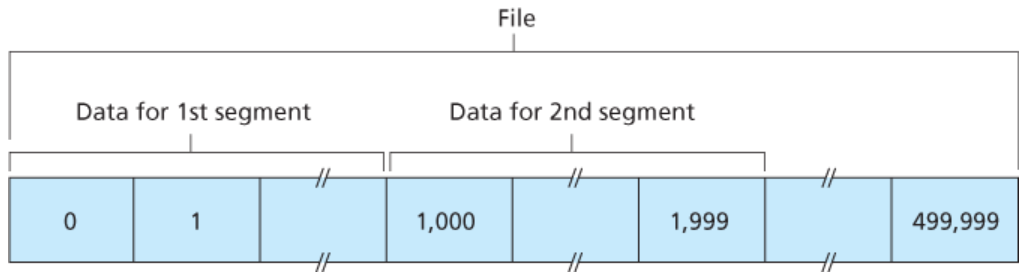 File
Data for 1st segment Data for 2nd segment
0 1 1,000 1,999 499,999